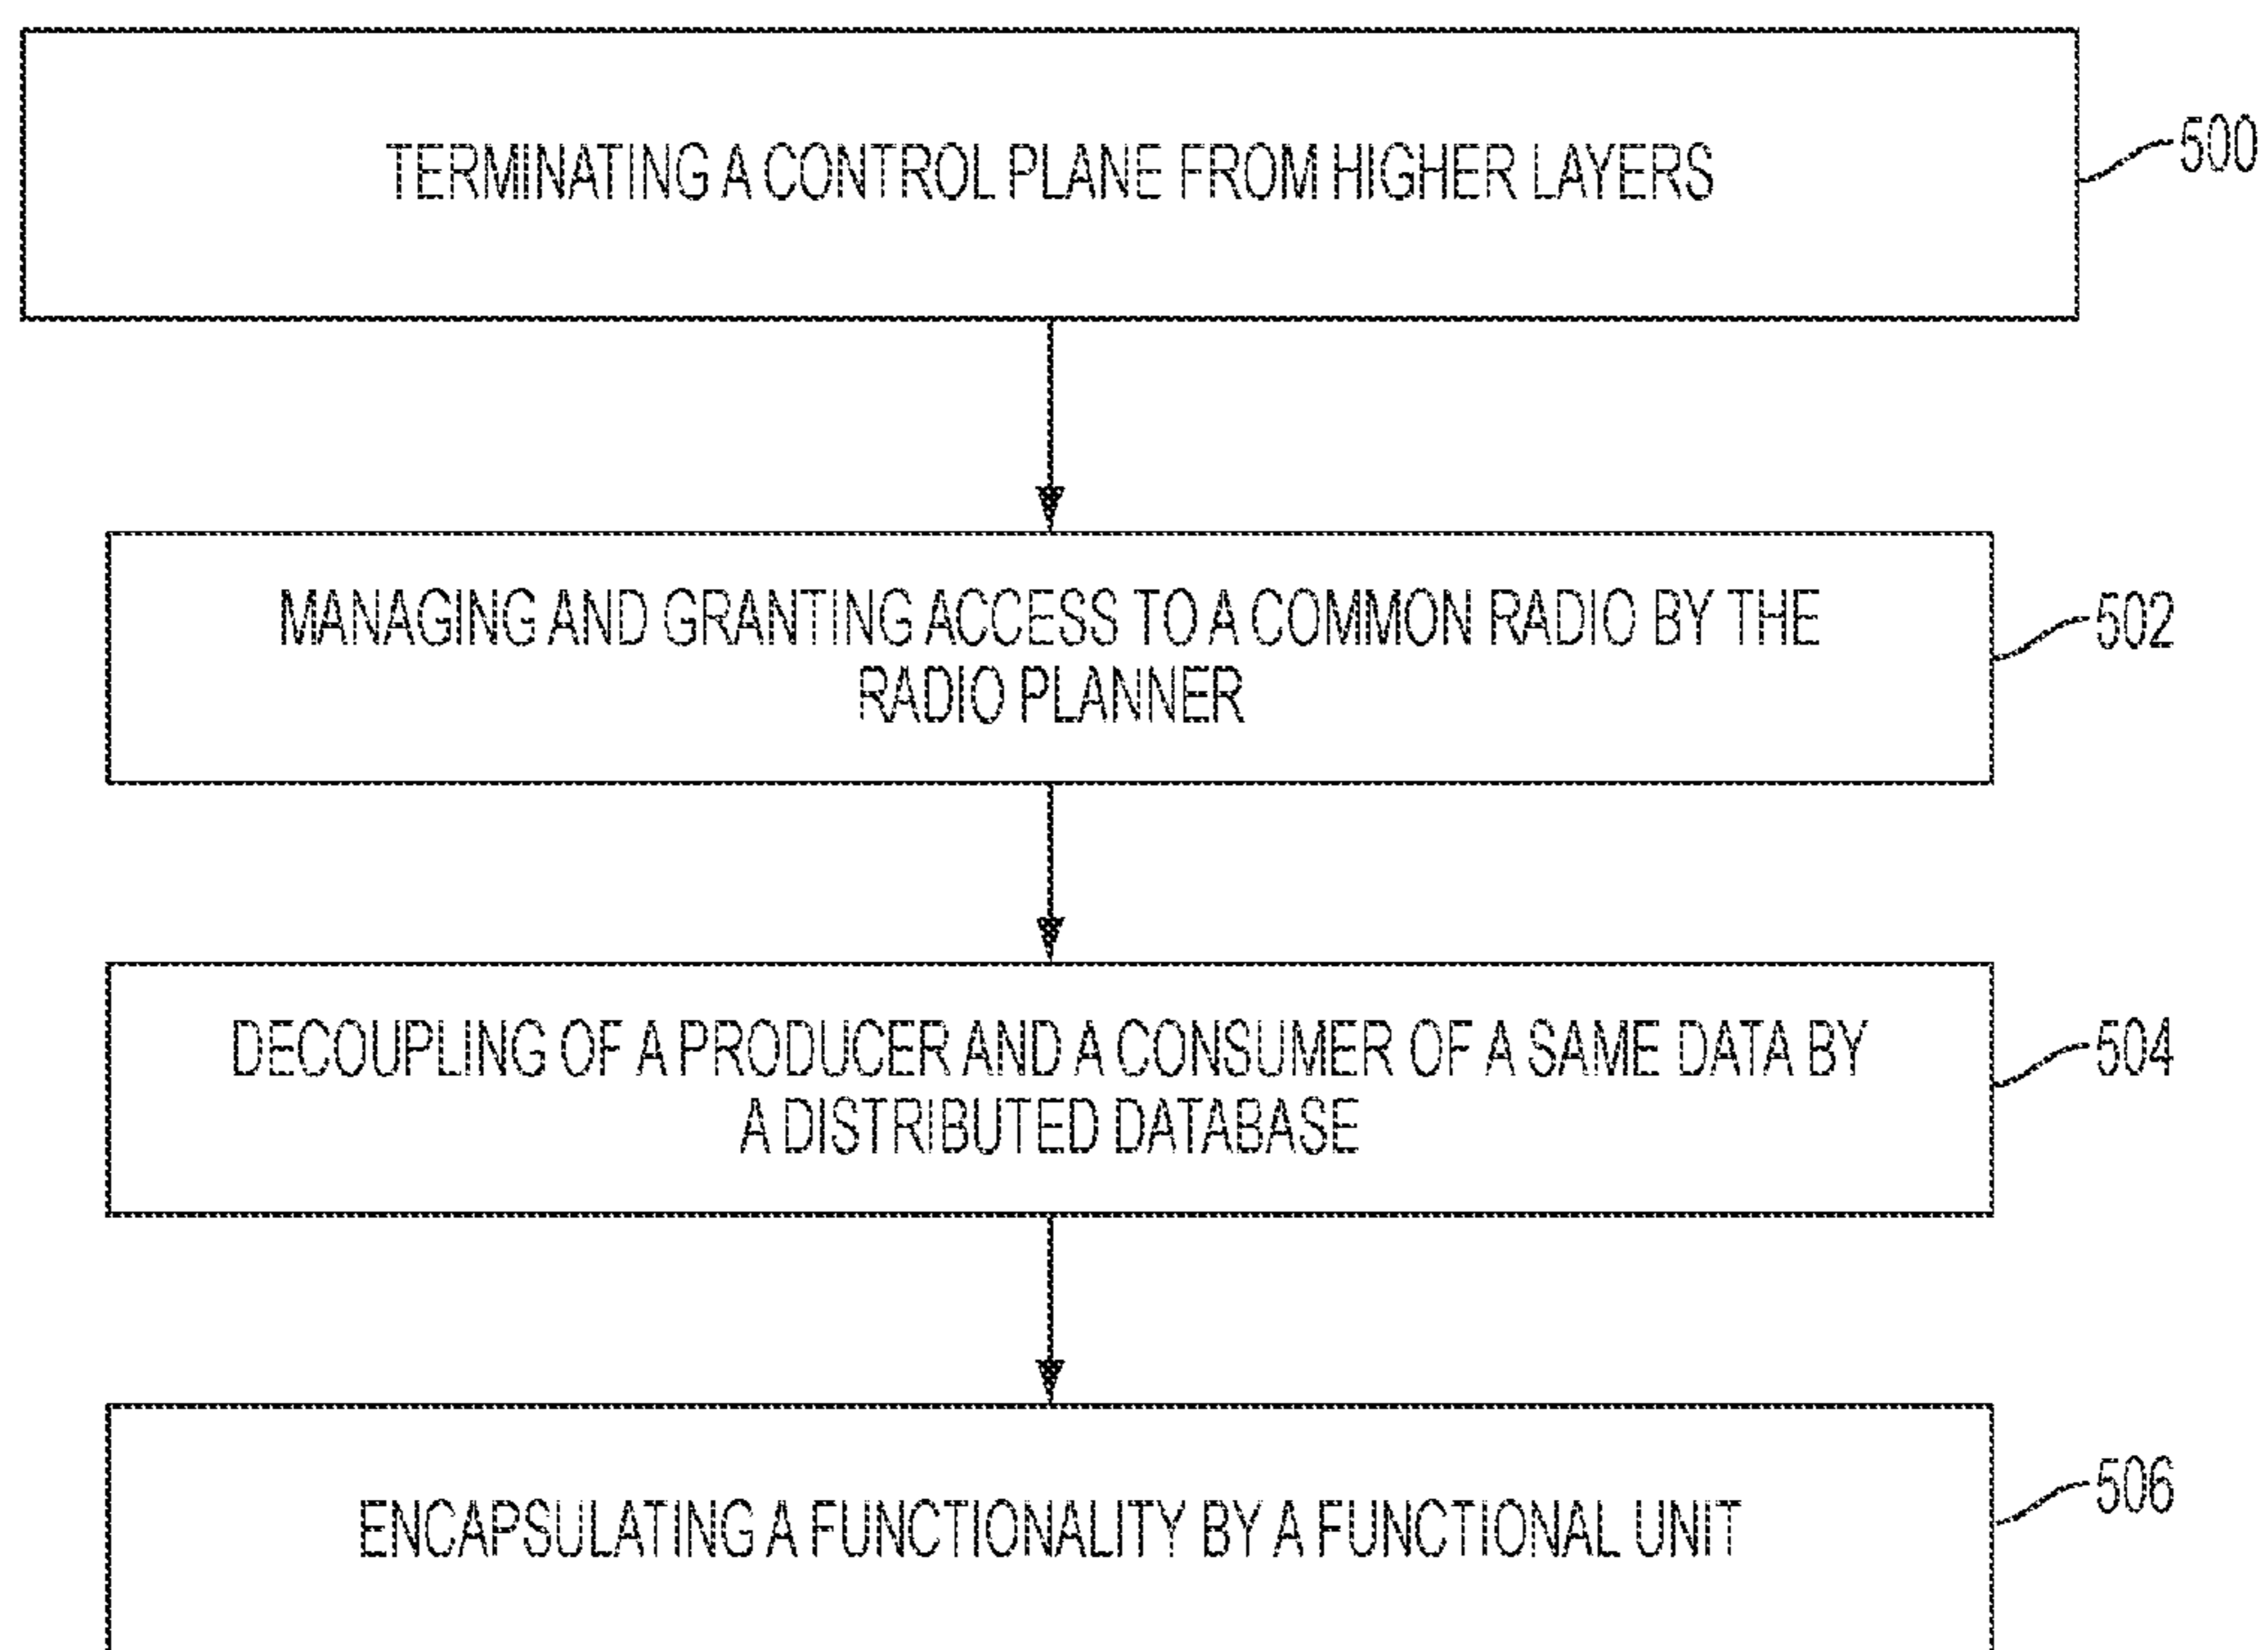 TERMINATING A CONTROL PLANE FROM HIGHER LAYERS
500
MANAGING AND GRANTING ACCESS TO A COMMON RADIO BY THE
RADIO PLANNER
502
DECOUPLING OF A PRODUCER AND A CONSUMER OF A SAME DATA BY
A DISTRIBUTED DATABASE
504
ENCAPSULATING A FUNCTIONALITY BY A FUNCTIONAL UNIT
506